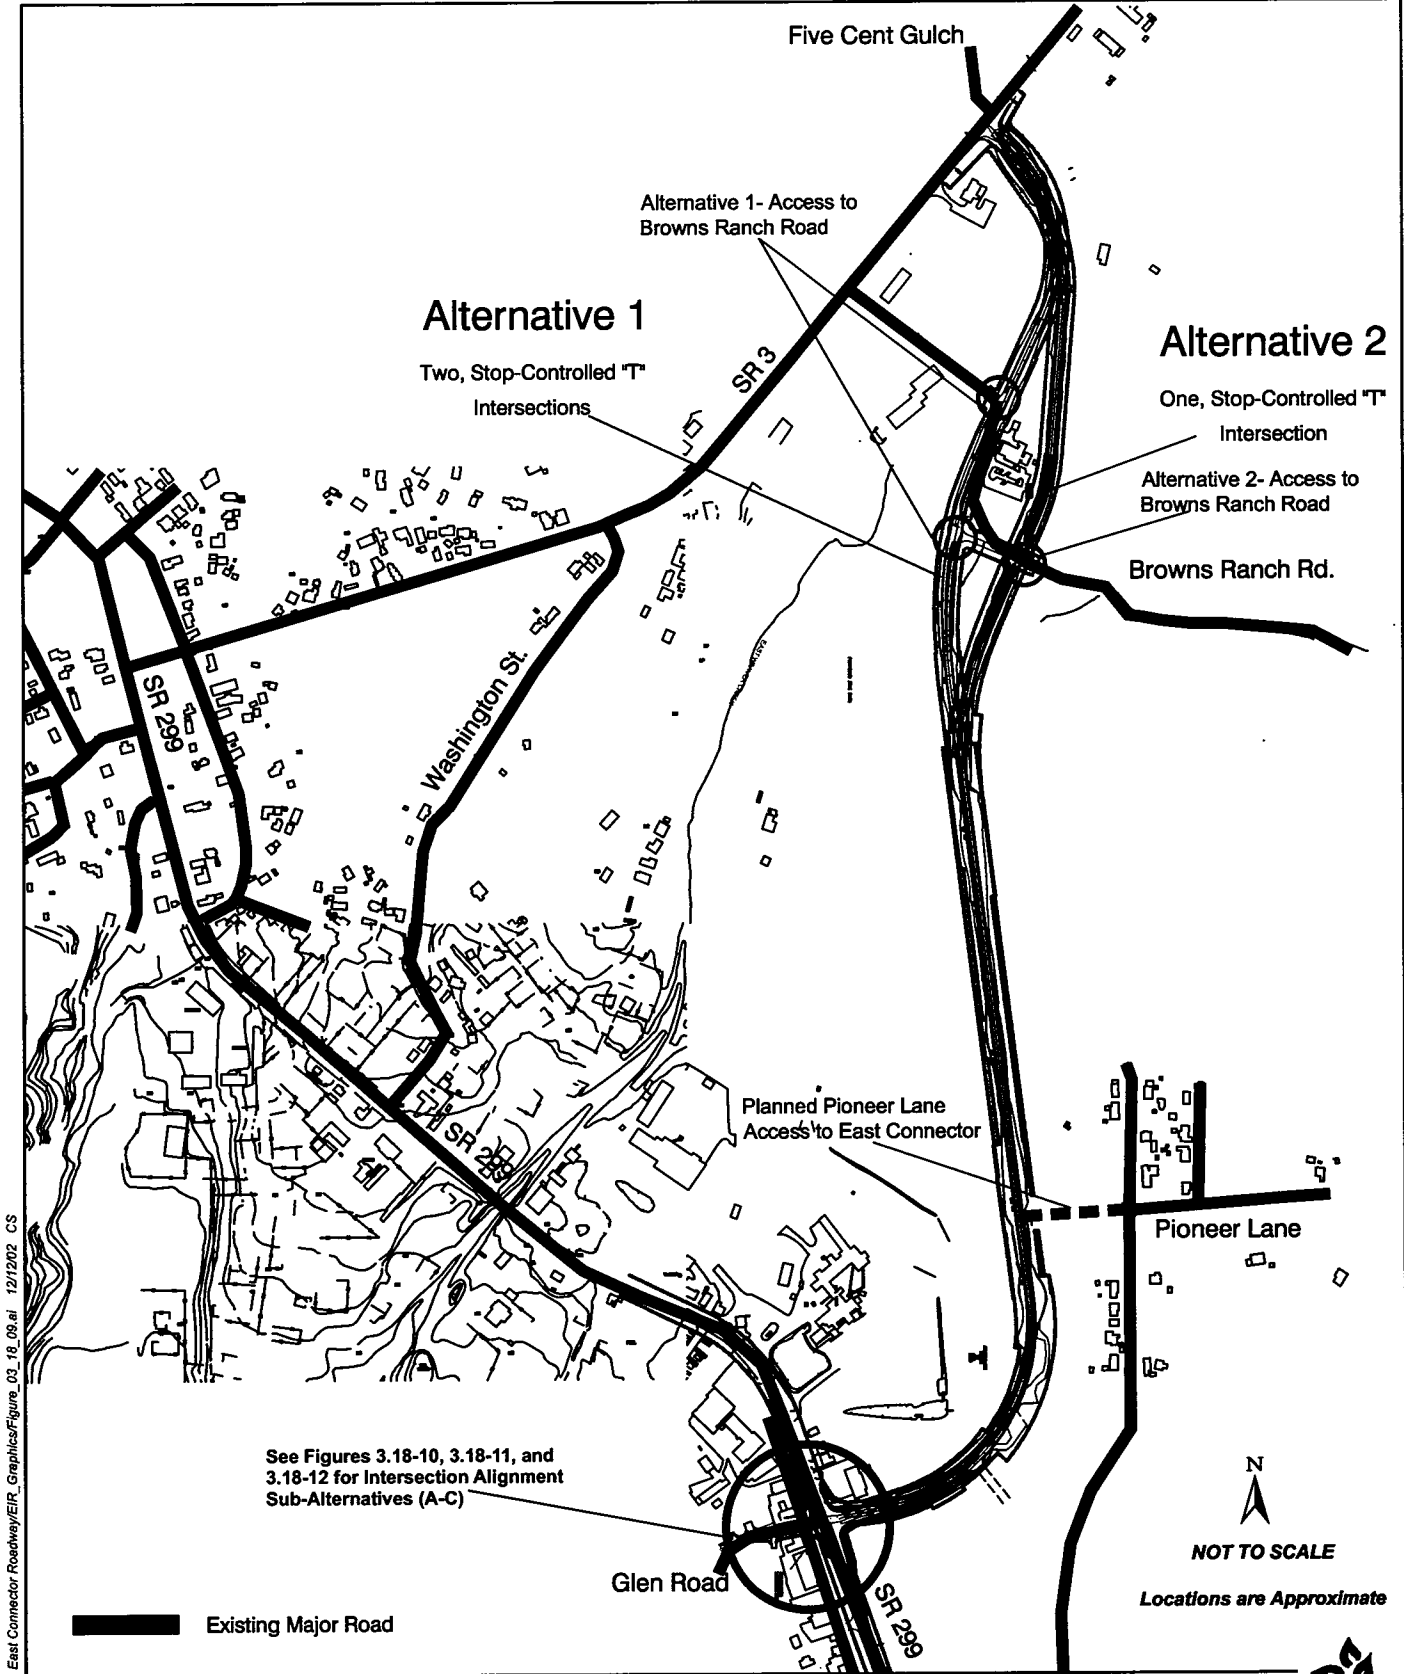 Five Cent Gulch
Alternative 1- Access to
Browns Ranch Road
Alternative 1
Two, Stop-Controlled "T"
Intersections
SR 3
Alternative 2
One, Stop-Controlled "T"
Intersection
Alternative 2- Access to
Browns Ranch Road
Browns Ranch Rd.
SR 299
Washington St.
SR 299
Planned Pioneer Lane
Access to East Connector
Pioneer Lane
See Figures 3.18-10, 3.18-11, and
3.18-12 for Intersection Alignment
Sub-Alternatives (A-C)
Glen Road
SR 299
N
NOT TO SCALE
Locations are Approximate
Existing Major Road
East Connector Roadway/EIR_Graphics/Figure_03_18_09.ai 12/12/02 CS